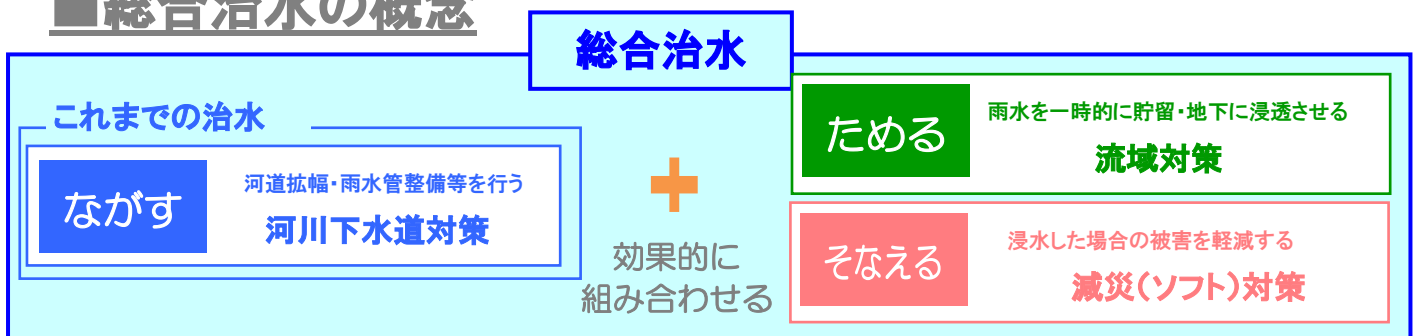 ■総合治水の概念
総合治水
これまでの治水
ながす
河道拡幅・雨水管整備等を行う
河川下水道対策
効果的に
組み合わせる
ためる
雨水を一時的に貯留・地下に浸透させる
流域対策
そなえる
浸水した場合の被害を軽減する
減災(ソフト)対策